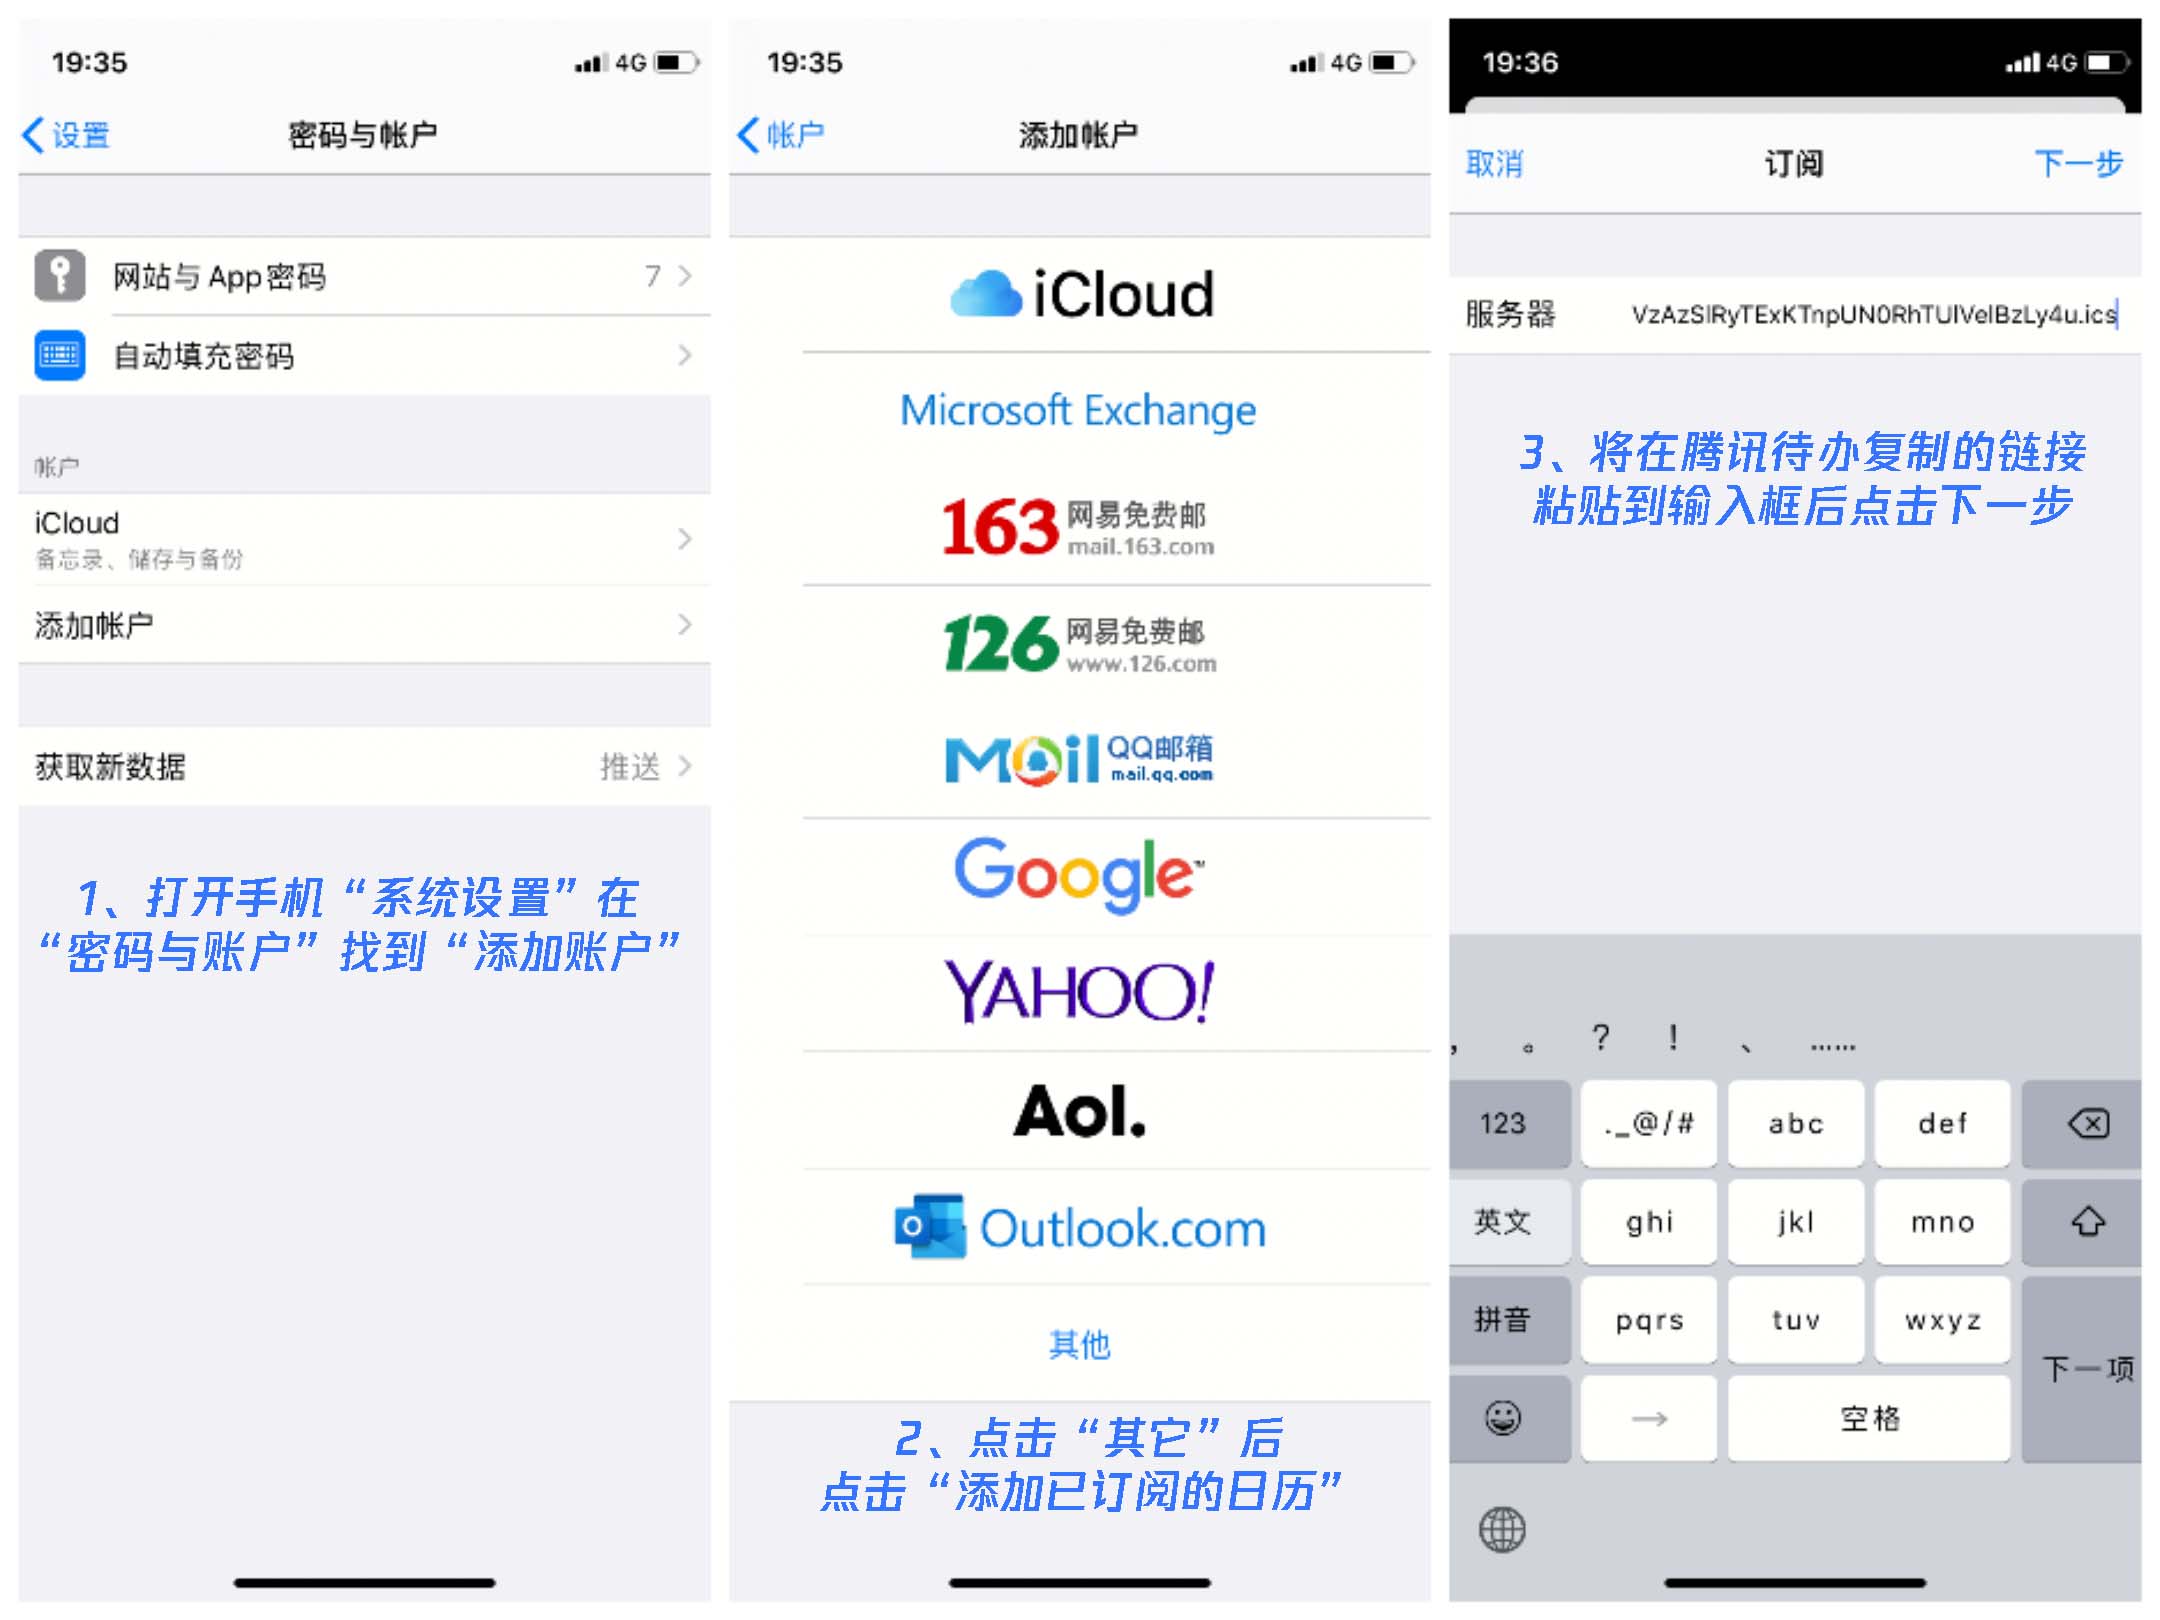 19:35
4G
设置
密码与帐户
网站与 App 密码
7
自动填充密码
帐户
iCloud
备忘录、储存与备份
添加帐户
获取新数据
推送
1、打开手机“系统设置”在
“密码与账户”找到“添加账户”
19:35
4G
帐户
添加帐户
iCloud
Microsoft Exchange
163 网易免费邮
mail.163.com
126 网易免费邮
www.126.com
Mail QQ邮箱
mail.qq.com
Google™
YAHOO!
Aol.
Outlook.com
其他
2、点击“其它”后
点击“添加已订阅的日历”
19:36
4G
取消
订阅
下一步
服务器
VzAzSlRyTExKTnpUN0RhTUlVelBzLy4u.ics
3、将在腾讯待办复制的链接
粘贴到输入框后点击下一步
， 。 ？ ！ 、 ……
123
._@/#
abc
def
英文
ghi
jkl
mno
拼音
pqrs
tuv
wxyz
下一项
空格